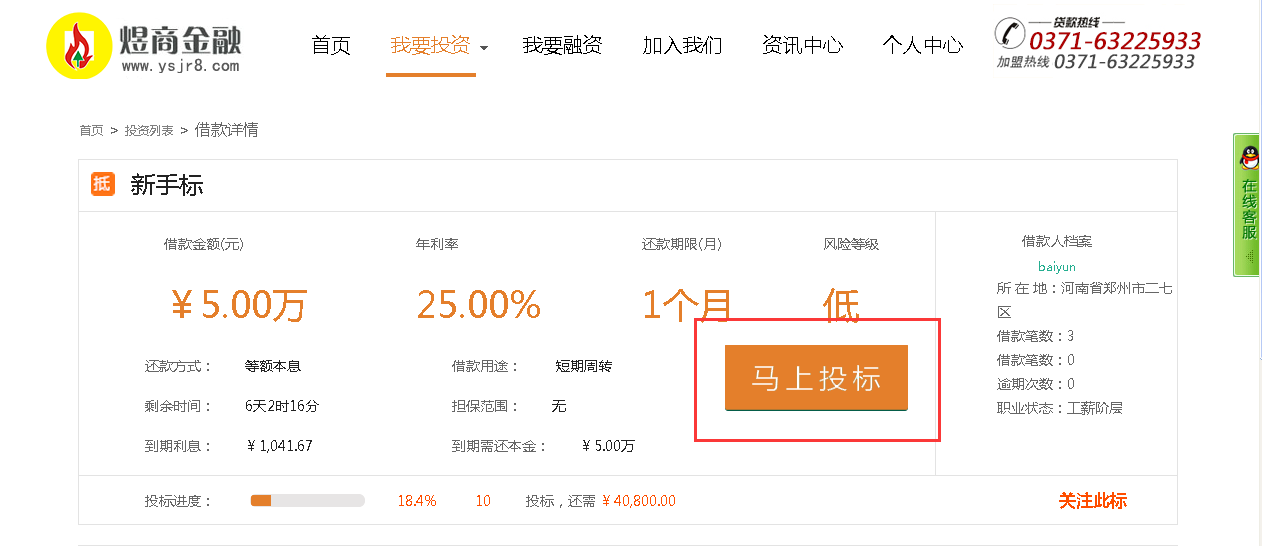 煜商金融
www.ysjr8.com
首页 我要投资 我要融资 加入我们 资讯中心 个人中心
贷款热线
0371-63225933
加盟热线 0371-63225933
首页 > 投资列表 > 借款详情
在线客服
抵 新手标
借款金额(元) 年利率 还款期限(月) 风险等级
¥5.00万 25.00% 1个月 低
还款方式： 等额本息 借款用途： 短期周转
马上投标
剩余时间： 6天2时16分 担保范围： 无
到期利息： ¥ 1,041.67 到期需还本金： ¥ 5.00万
借款人档案
baiyun
所 在 地：河南省郑州市二七
区
借款笔数：3
借款笔数：0
逾期次数：0
职业状态：工薪阶层
投标进度： 18.4% 10 投标，还需 ¥ 40,800.00 关注此标